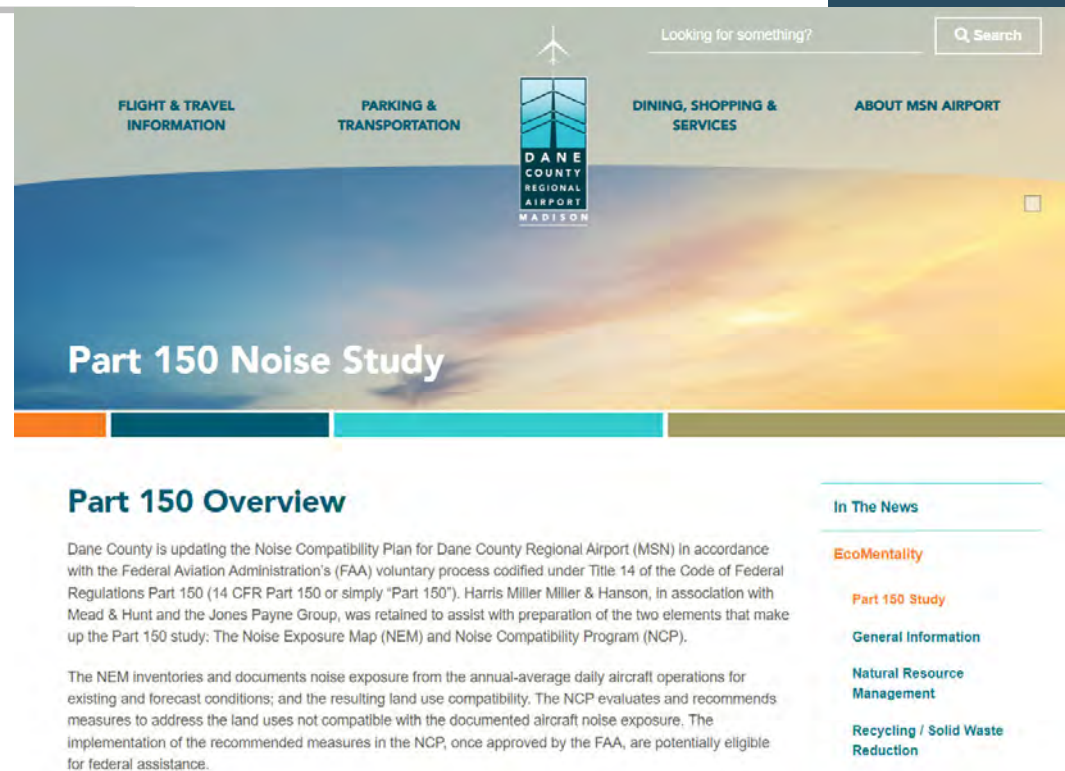 Looking for something?
Search
FLIGHT & TRAVEL
INFORMATION
PARKING &
TRANSPORTATION
DANE
COUNTY
REGIONAL
AIRPORT
MADISON
DINING, SHOPPING &
SERVICES
ABOUT MSN AIRPORT
Part 150 Noise Study
Part 150 Overview
Dane County is updating the Noise Compatibility Plan for Dane County Regional Airport (MSN) in accordance
with the Federal Aviation Administration's (FAA) voluntary process codified under Title 14 of the Code of Federal
Regulations Part 150 (14 CFR Part 150 or simply “Part 150”). Harris Miller Miller & Hanson, in association with
Mead & Hunt and the Jones Payne Group, was retained to assist with preparation of the two elements that make
up the Part 150 study: The Noise Exposure Map (NEM) and Noise Compatibility Program (NCP).
The NEM inventories and documents noise exposure from the annual-average daily aircraft operations for
existing and forecast conditions; and the resulting land use compatibility. The NCP evaluates and recommends
measures to address the land uses not compatible with the documented aircraft noise exposure. The
implementation of the recommended measures in the NCP, once approved by the FAA, are potentially eligible
for federal assistance.
In The News
EcoMentality
Part 150 Study
General Information
Natural Resource
Management
Recycling / Solid Waste
Reduction